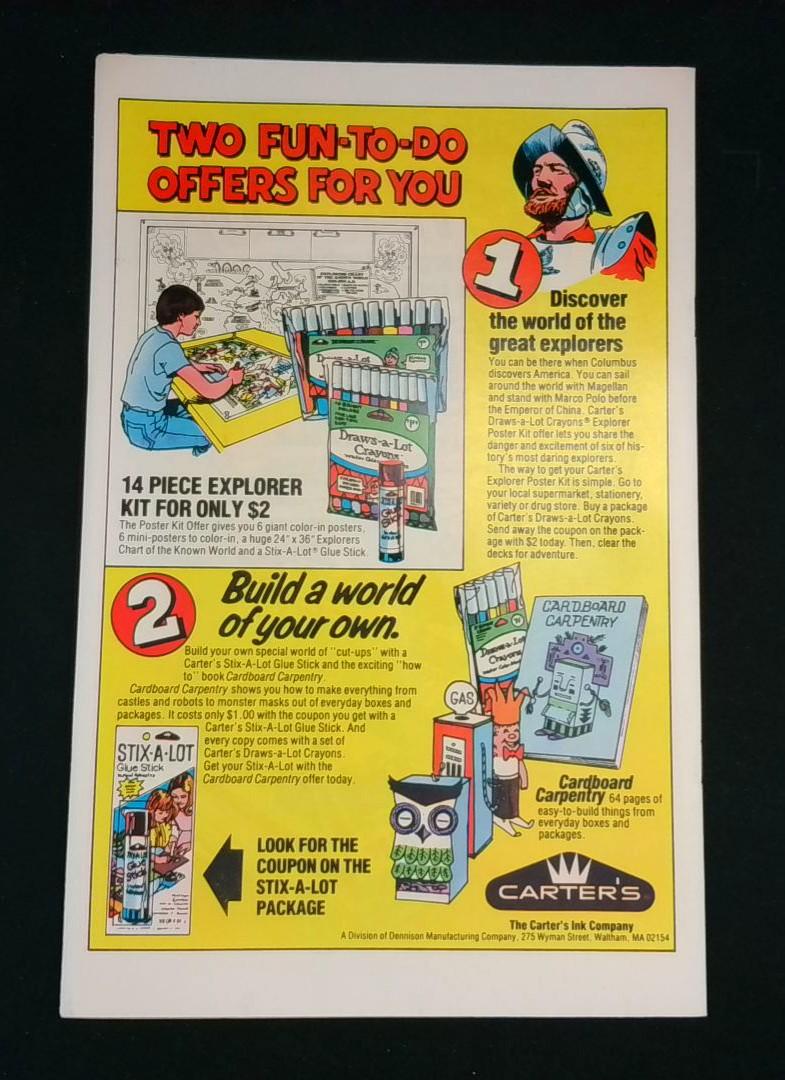 TWO FUN-TO-DO
OFFERS FOR YOU
1
Discover
the world of the
great explorers
You can be there when Columbus
discovers America. You can sail
around the world with Magellan
and stand with Marco Polo before
the Emperor of China. Carter's
Draws-a-Lot Crayons® Explorer
Poster Kit offer lets you share the
danger and excitement of six of his-
tory's most daring explorers.
The way to get your Carter's
Explorer Poster Kit is simple. Go to
your local supermarket, stationery,
variety or drug store. Buy a package
of Carter's Draws-a-Lot Crayons.
Send away the coupon on the pack-
age with $2 today. Then, clear the
decks for adventure.
Draws-a-Lot
Draws-a-Lot
Crayons
Glue
Stick
14 PIECE EXPLORER
KIT FOR ONLY $2
The Poster Kit Offer gives you 6 giant color-in posters,
6 mini-posters to color-in, a huge 24" x 36" Explorers
Chart of the Known World and a Stix-A-Lot® Glue Stick.
2
Build a world
of your own.
Build your own special world of "cut-ups" with a
Carter's Stix-A-Lot Glue Stick and the exciting "how
to" book Cardboard Carpentry.
Cardboard Carpentry shows you how to make everything from
castles and robots to monster masks out of everyday boxes and
packages. It costs only $1.00 with the coupon you get with a
Carter's Stix-A-Lot Glue Stick. And
every copy comes with a set of
Carter's Draws-a-Lot Crayons.
Get your Stix-A-Lot with the
Cardboard Carpentry offer today.
STIX-A-LOT
Glue Stick
Glue
Stick
LOOK FOR THE
COUPON ON THE
STIX-A-LOT
PACKAGE
Draws-a-Lot
Crayons
CARDBOARD
CARPENTRY
GAS
Cardboard
Carpentry 64 pages of
easy-to-build things from
everyday boxes and
packages.
CARTER'S
The Carter's Ink Company
A Division of Dennison Manufacturing Company, 275 Wyman Street, Waltham, MA 02154